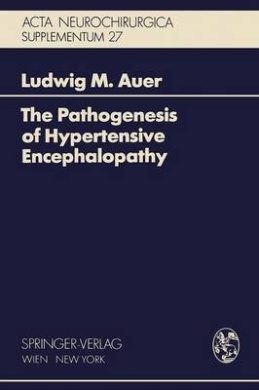 ACTA NEUROCHIRURGICA
SUPPLEMENTUM 27
Ludwig M. Auer
The Pathogenesis
of Hypertensive
Encephalopathy
SPRINGER-VERLAG
WIEN NEW YORK